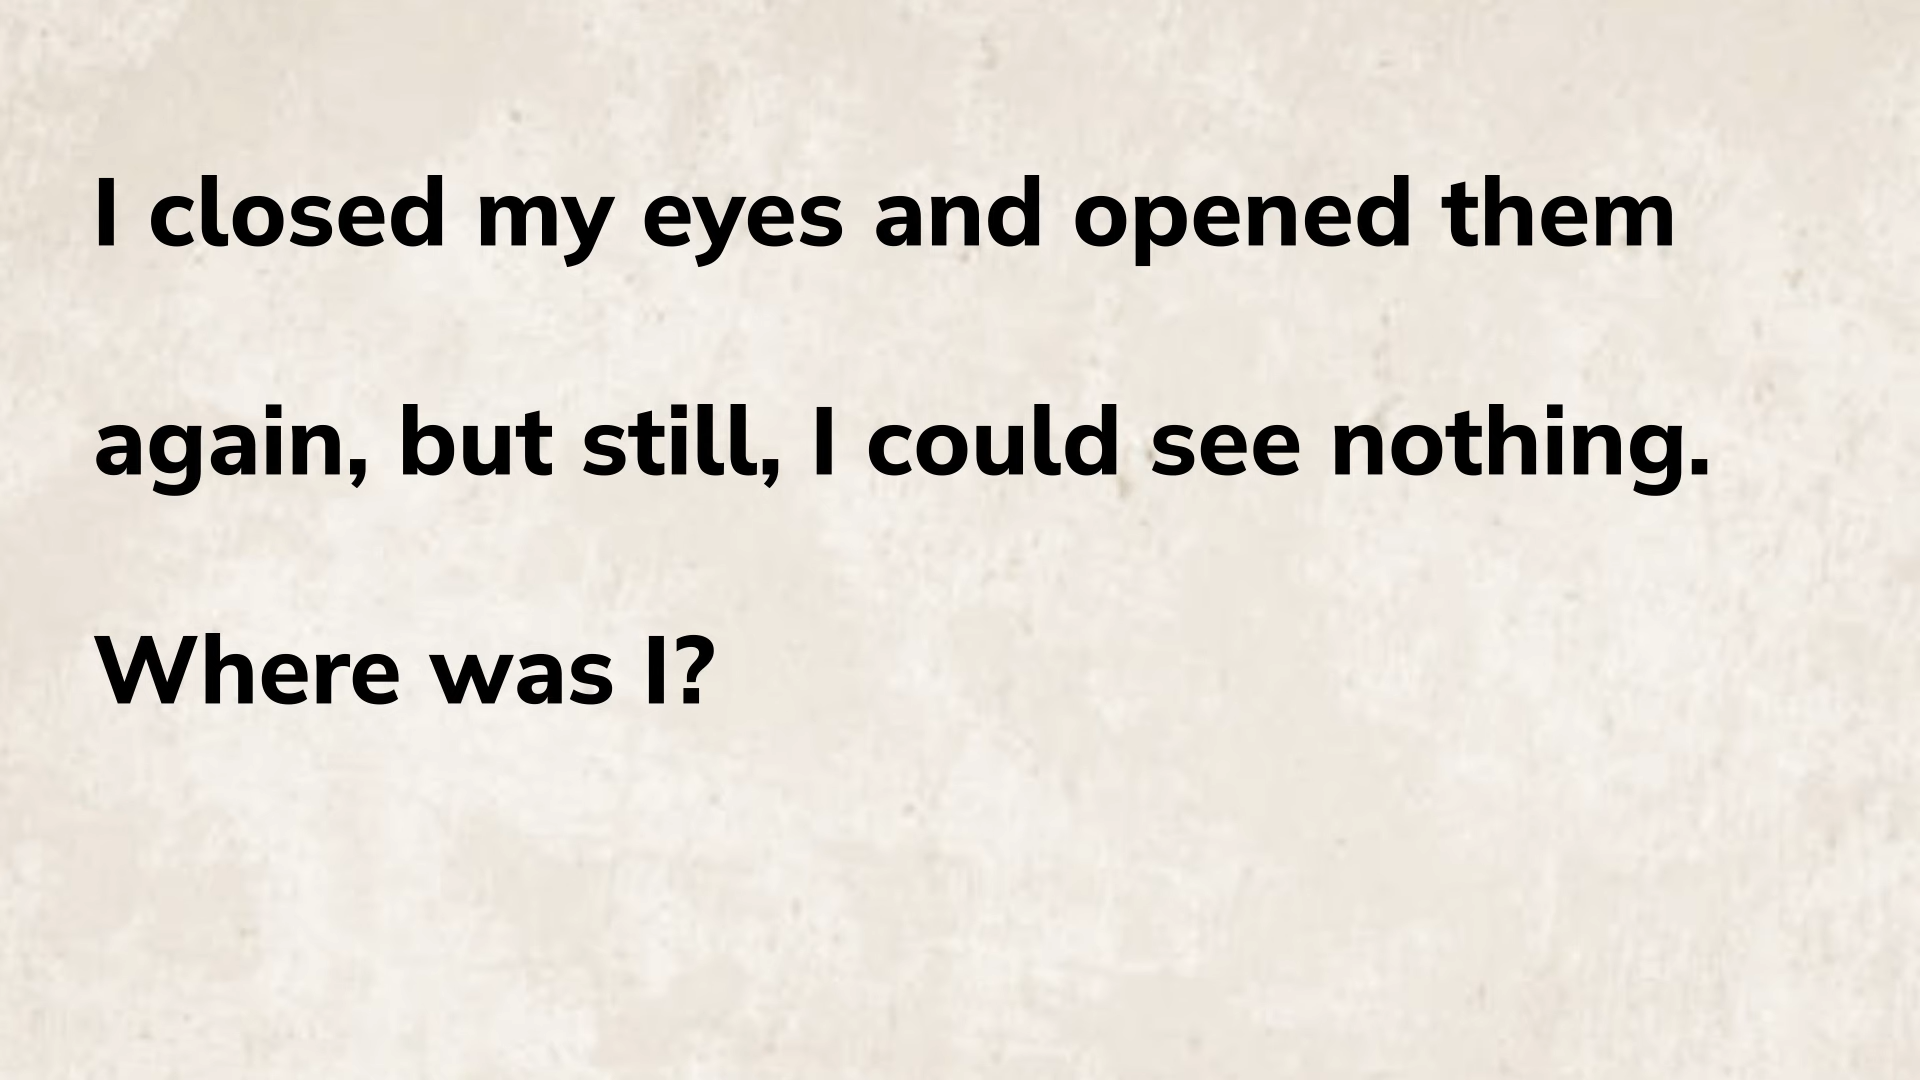 I closed my eyes and opened them
again, but still, I could see nothing.
Where was I?